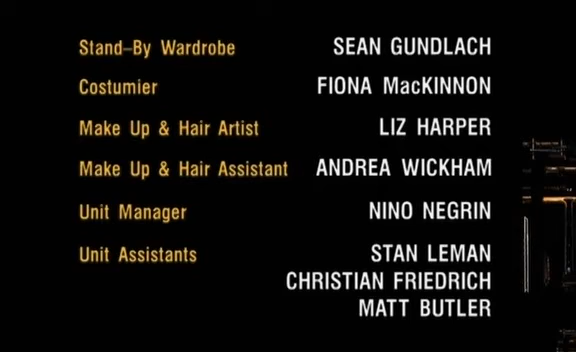 Stand-By Wardrobe SEAN GUNDLACH
Costumier FIONA MacKINNON
Make Up & Hair Artist LIZ HARPER
Make Up & Hair Assistant ANDREA WICKHAM
Unit Manager NINO NEGRIN
Unit Assistants STAN LEMAN
CHRISTIAN FRIEDRICH
MATT BUTLER